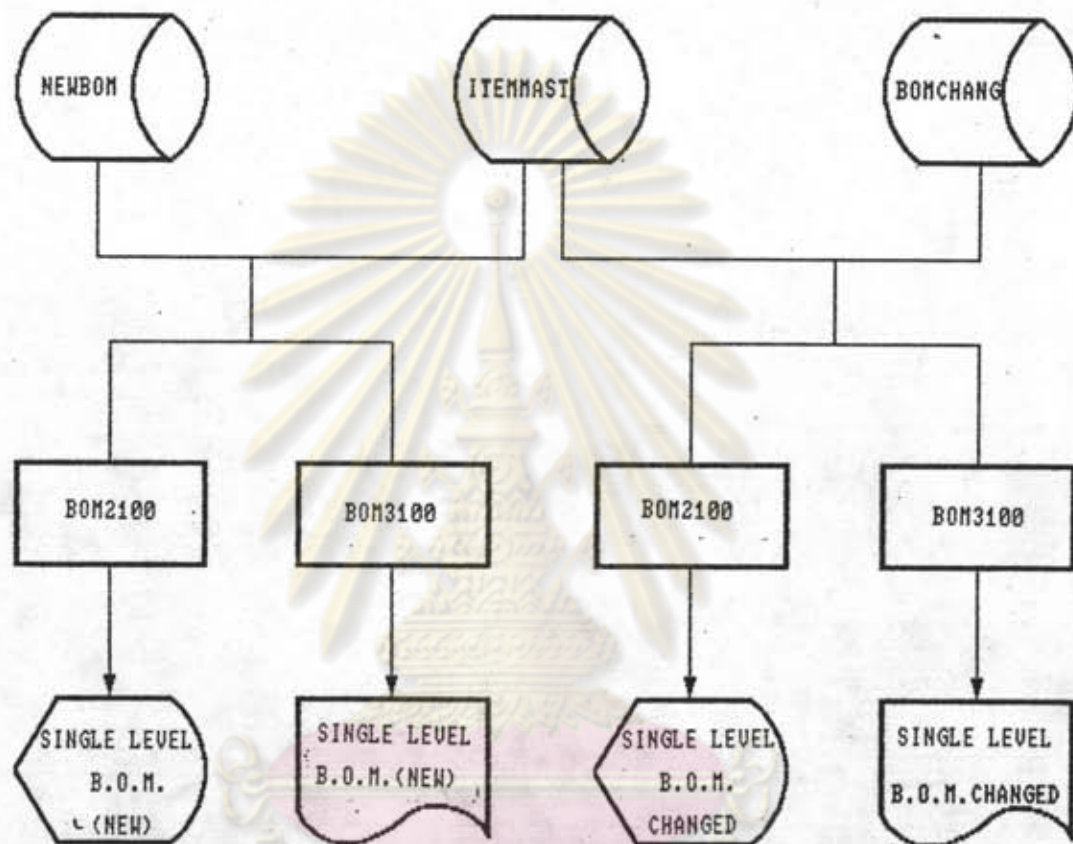 NEWBOM
ITEMMAST
BOMCHANG
BOM2100
BOM3100
BOM2100
BOM3100
SINGLE LEVEL
B.O.M.
(NEW)
SINGLE LEVEL
B.O.M.(NEW)
SINGLE LEVEL
B.O.M.
CHANGED
SINGLE LEVEL
B.O.M.CHANGED